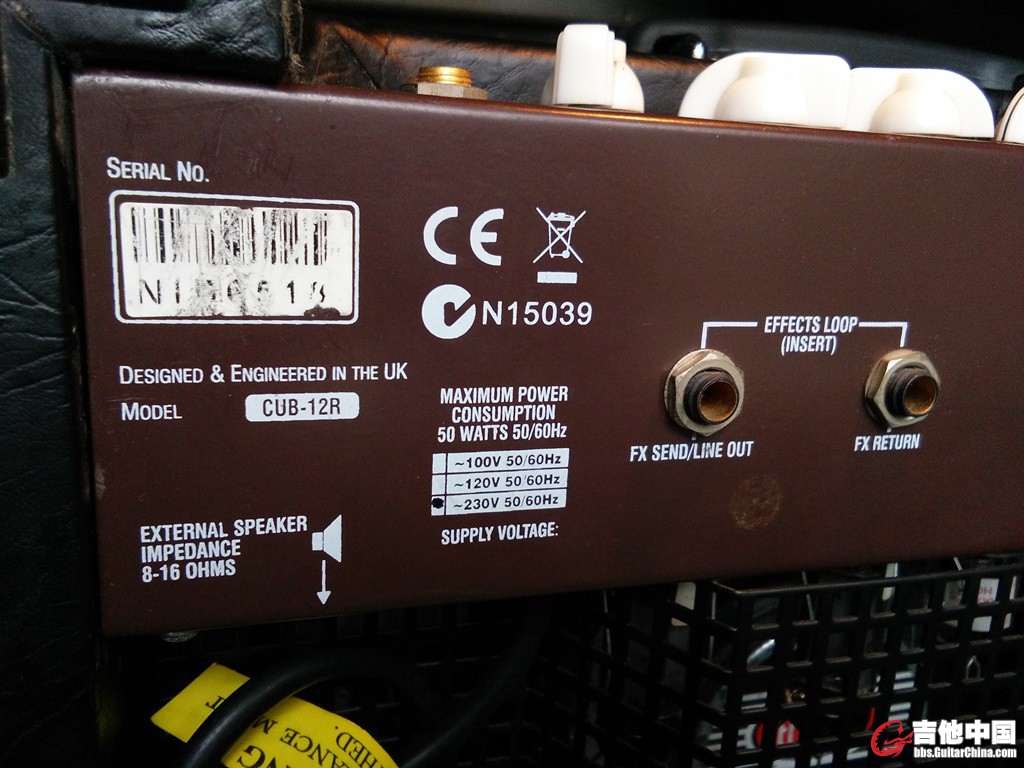 SERIAL NO.
CE
N15039
EFFECTS LOOP
(INSERT)
DESIGNED & ENGINEERED IN THE UK
MODEL CUB-12R
MAXIMUM POWER
CONSUMPTION
50 WATTS 50/60Hz
~100V 50/60Hz
~120V 50/60Hz
~230V 50/60Hz
SUPPLY VOLTAGE:
FX SEND/LINE OUT
FX RETURN
EXTERNAL SPEAKER
IMPEDANCE
8-16 OHMS
吉他中国
bbs.GuitarChina.com